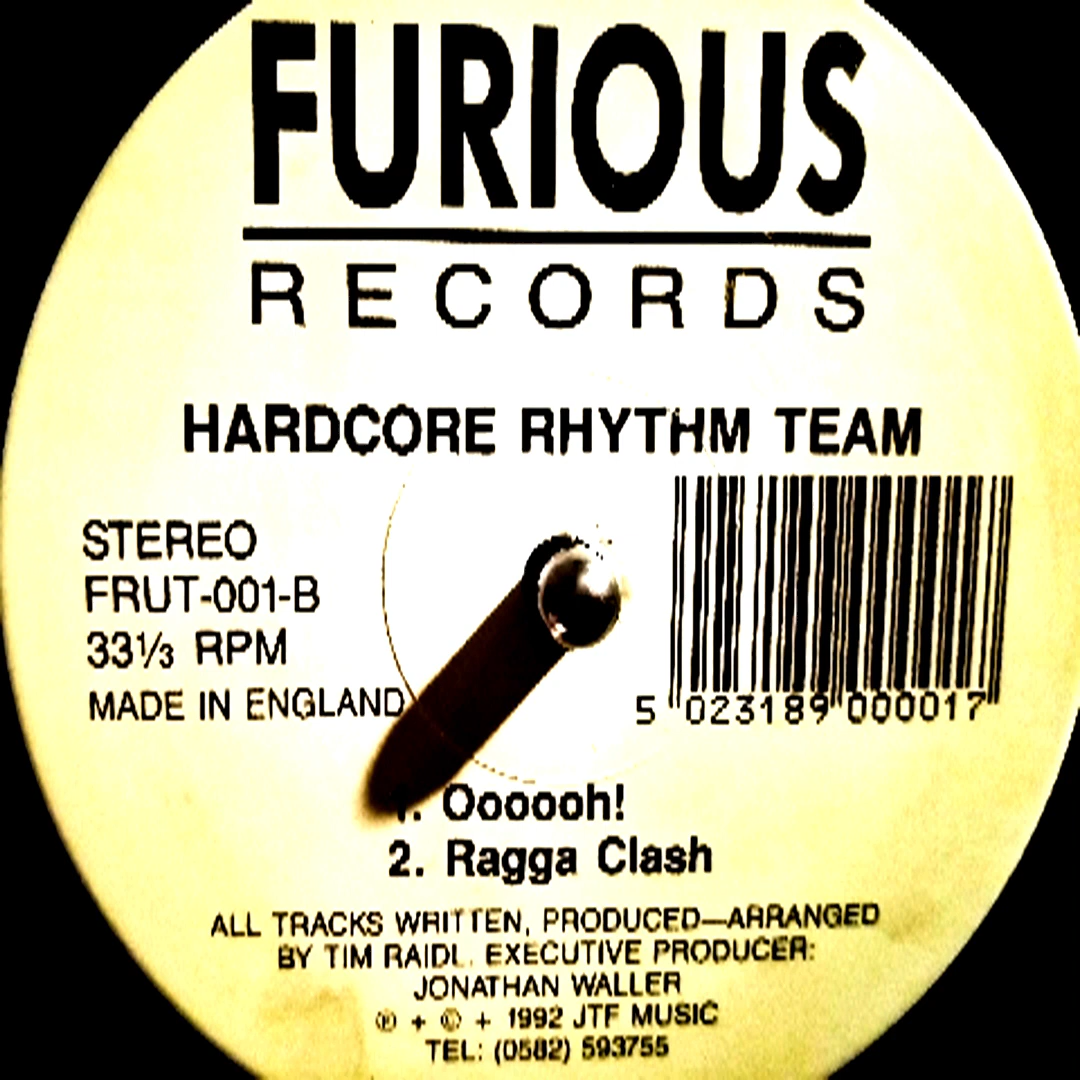 FURIOUS
RECORDS
HARDCORE RHYTHM TEAM
STEREO
FRUT-001-B
33⅓ RPM
MADE IN ENGLAND
5 023189 000017
1. Oooooh!
2. Ragga Clash
ALL TRACKS WRITTEN, PRODUCED—ARRANGED
BY TIM RAIDL. EXECUTIVE PRODUCER:
JONATHAN WALLER
℗ + © + 1992 JTF MUSIC
TEL: (0582) 593755